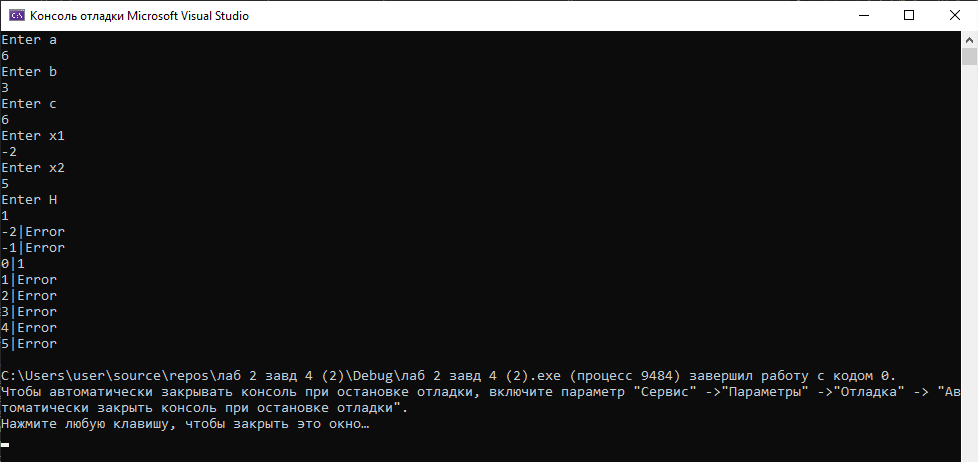 Консоль отладки Microsoft Visual Studio
Enter a
6
Enter b
3
Enter c
6
Enter x1
-2
Enter x2
5
Enter H
1
-2|Error
-1|Error
0|1
1|Error
2|Error
3|Error
4|Error
5|Error
C:\Users\user\source\repos\лаб 2 завд 4 (2)\Debug\лаб 2 завд 4 (2).exe (процесс 9484) завершил работу с кодом 0.
Чтобы автоматически закрывать консоль при остановке отладки, включите параметр "Сервис" ->"Параметры" ->"Отладка" -> "Ав
томатически закрыть консоль при остановке отладки".
Нажмите любую клавишу, чтобы закрыть это окно…